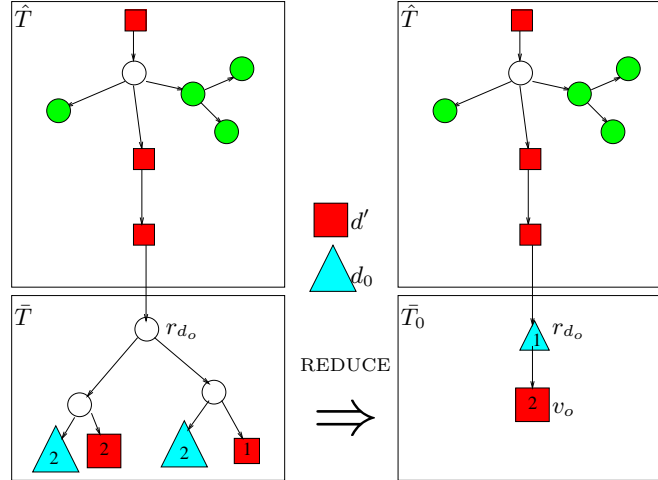 T̂
T̂
d′
d₀
T̄
r_{d_o}
2
2
2
1
REDUCE
⇒
T̄₀
1
r_{d_o}
2
v_o